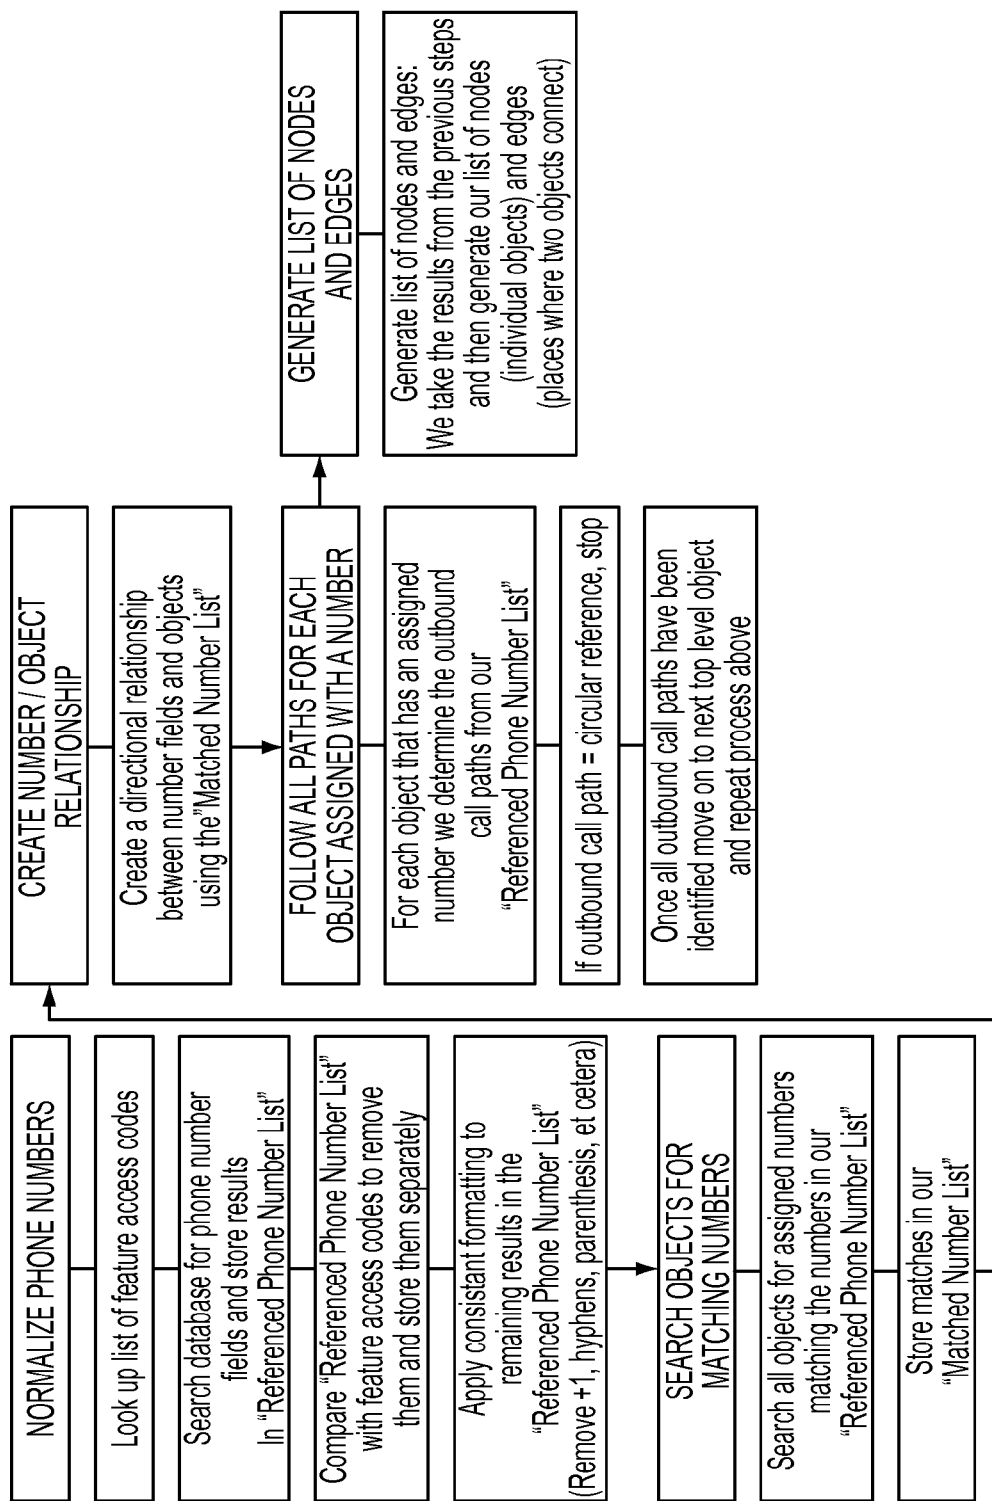 NORMALIZE PHONE NUMBERS
Look up list of feature access codes
Search database for phone number
fields and store results
In “Referenced Phone Number List”
Compare “Referenced Phone Number List”
with feature access codes to remove
them and store them separately
Apply consistant formatting to
remaining results in the
“Referenced Phone Number List”
(Remove +1, hyphens, parenthesis, et cetera)
SEARCH OBJECTS FOR
MATCHING NUMBERS
Search all objects for assigned numbers
matching the numbers in our
“Referenced Phone Number List”
Store matches in our
“Matched Number List”
CREATE NUMBER / OBJECT
RELATIONSHIP
Create a directional relationship
between number fields and objects
using the”Matched Number List”
FOLLOW ALL PATHS FOR EACH
OBJECT ASSIGNED WITH A NUMBER
For each object that has an assigned
number we determine the outbound
call paths from our
“Referenced Phone Number List”
If outbound call path = circular reference, stop
Once all outbound call paths have been
identified move on to next top level object
and repeat process above
GENERATE LIST OF NODES
AND EDGES
Generate list of nodes and edges:
We take the results from the previous steps
and then generate our list of nodes
(individual objects) and edges
(places where two objects connect)